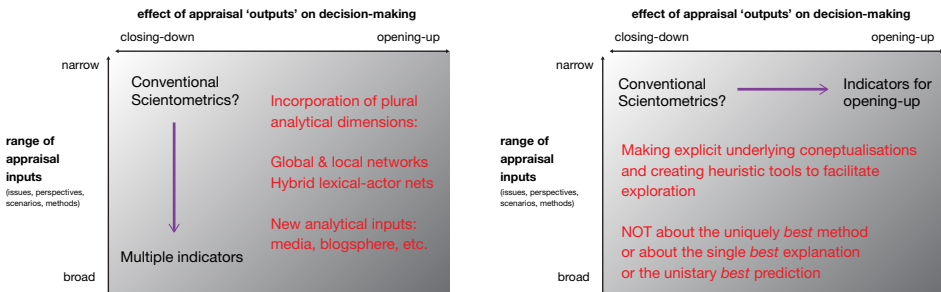 effect of appraisal 'outputs' on decision-making
closing-down
opening-up
narrow
Conventional
Scientometrics?
Incorporation of plural
analytical dimensions:
range of
appraisal
inputs
(issues, perspectives,
scenarios, methods)
Global & local networks
Hybrid lexical-actor nets
New analytical inputs:
media, blogsphere, etc.
Multiple indicators
broad
effect of appraisal 'outputs' on decision-making
closing-down
opening-up
narrow
Conventional
Scientometrics?
Indicators for
opening-up
range of
appraisal
inputs
(issues, perspectives,
scenarios, methods)
Making explicit underlying coneptualisations
and creating heuristic tools to facilitate
exploration
NOT about the uniquely best method
or about the single best explanation
or the unistary best prediction
broad